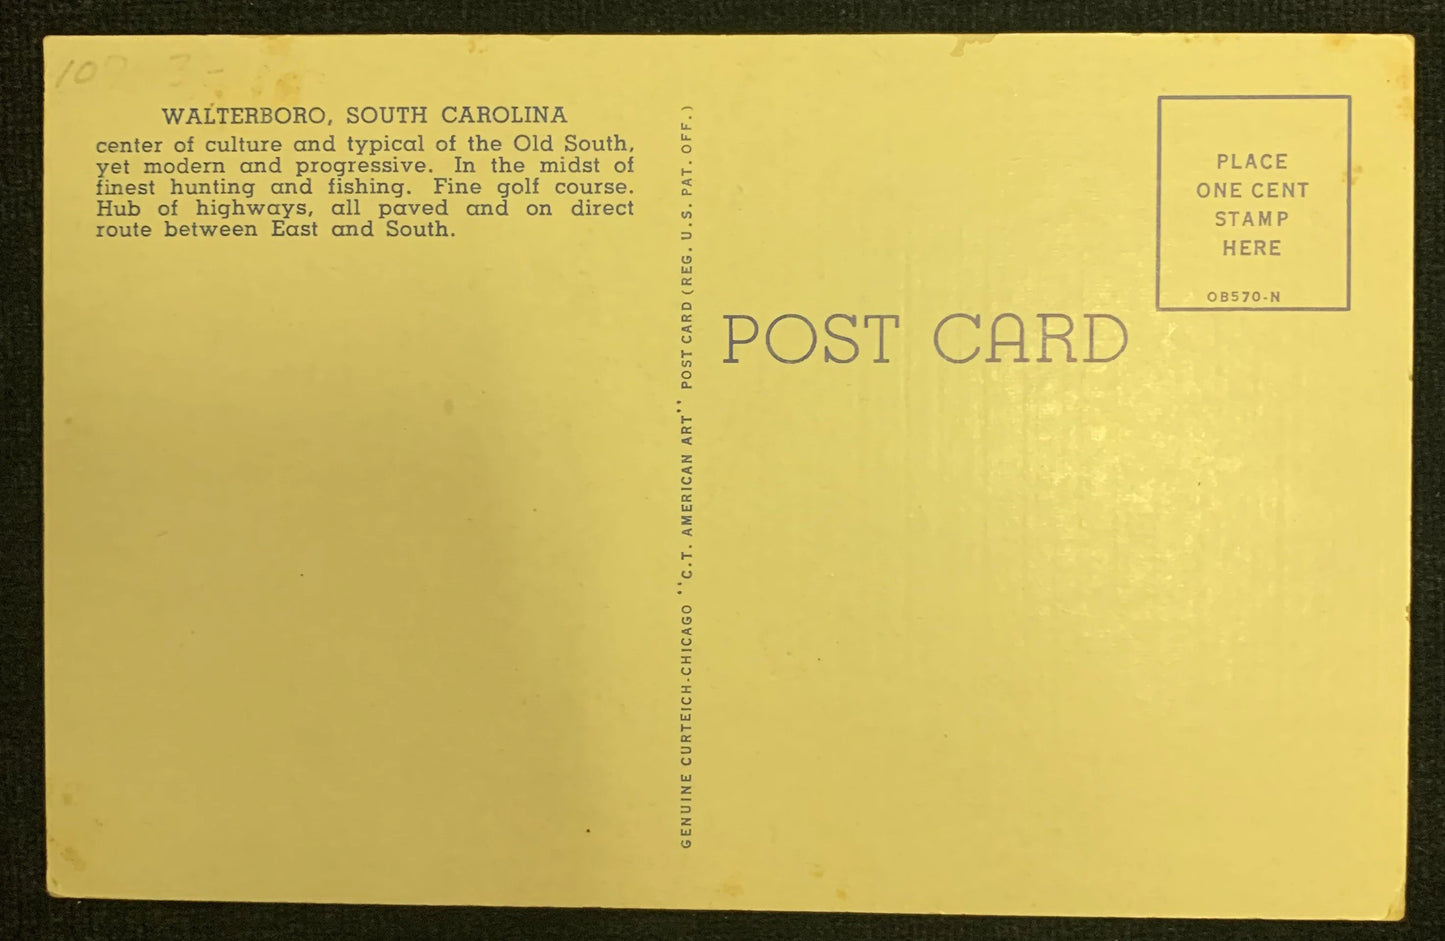 WALTERBORO, SOUTH CAROLINA
center of culture and typical of the Old South,
yet modern and progressive. In the midst of
finest hunting and fishing. Fine golf course.
Hub of highways, all paved and on direct
route between East and South.
GENUINE CURTEICH-CHICAGO "C.T. AMERICAN ART" POST CARD (REG. U.S. PAT. OFF.)
POST CARD
PLACE
ONE CENT
STAMP
HERE
OB570-N